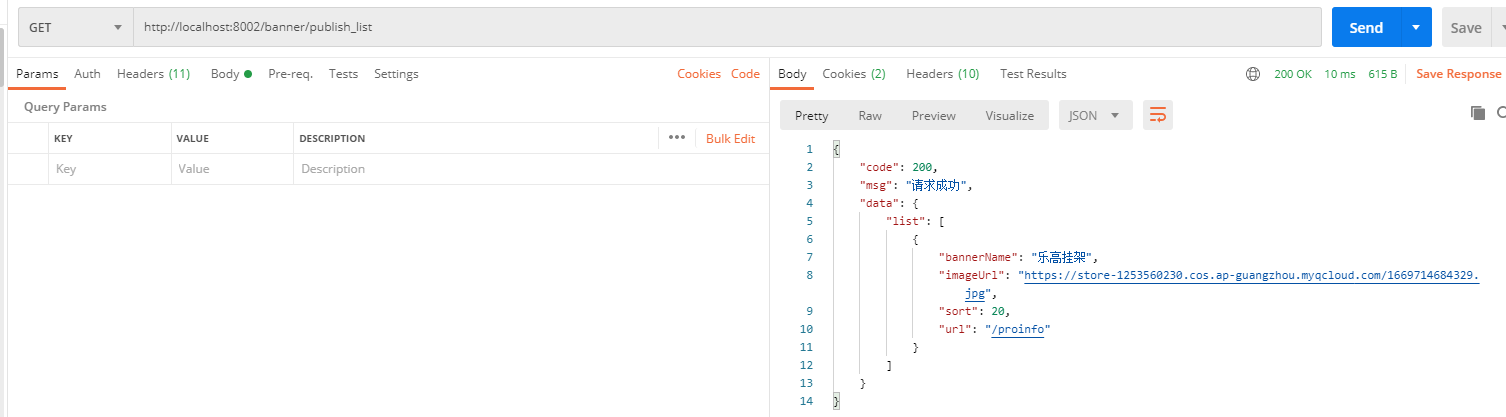 GET http://localhost:8002/banner/publish_list Send Save
Params Auth Headers (11) Body Pre-req. Tests Settings Cookies Code
Query Params
KEY VALUE DESCRIPTION ••• Bulk Edit
Key Value Description
Body Cookies (2) Headers (10) Test Results 200 OK 10 ms 615 B Save Response
Pretty Raw Preview Visualize JSON
1 {
2 "code": 200,
3 "msg": "请求成功",
4 "data": {
5 "list": [
6 {
7 "bannerName": "乐高挂架",
8 "imageUrl": "https://store-1253560230.cos.ap-guangzhou.myqcloud.com/1669714684329.
jpg",
9 "sort": 20,
10 "url": "/proinfo"
11 }
12 ]
13 }
14 }